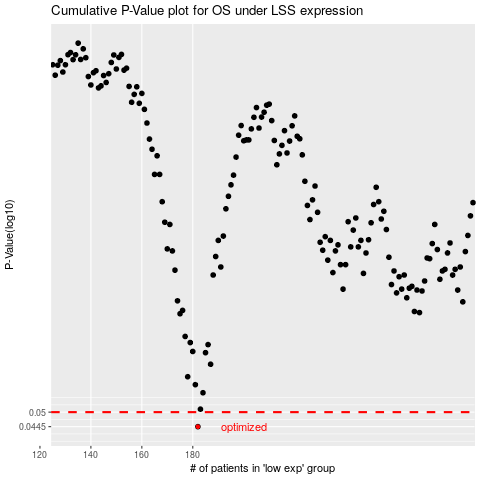 Cumulative P-Value plot for OS under LSS expression
P-Value(log10)
0.05
0.0445
optimized
120 140 160 180
# of patients in 'low exp' group